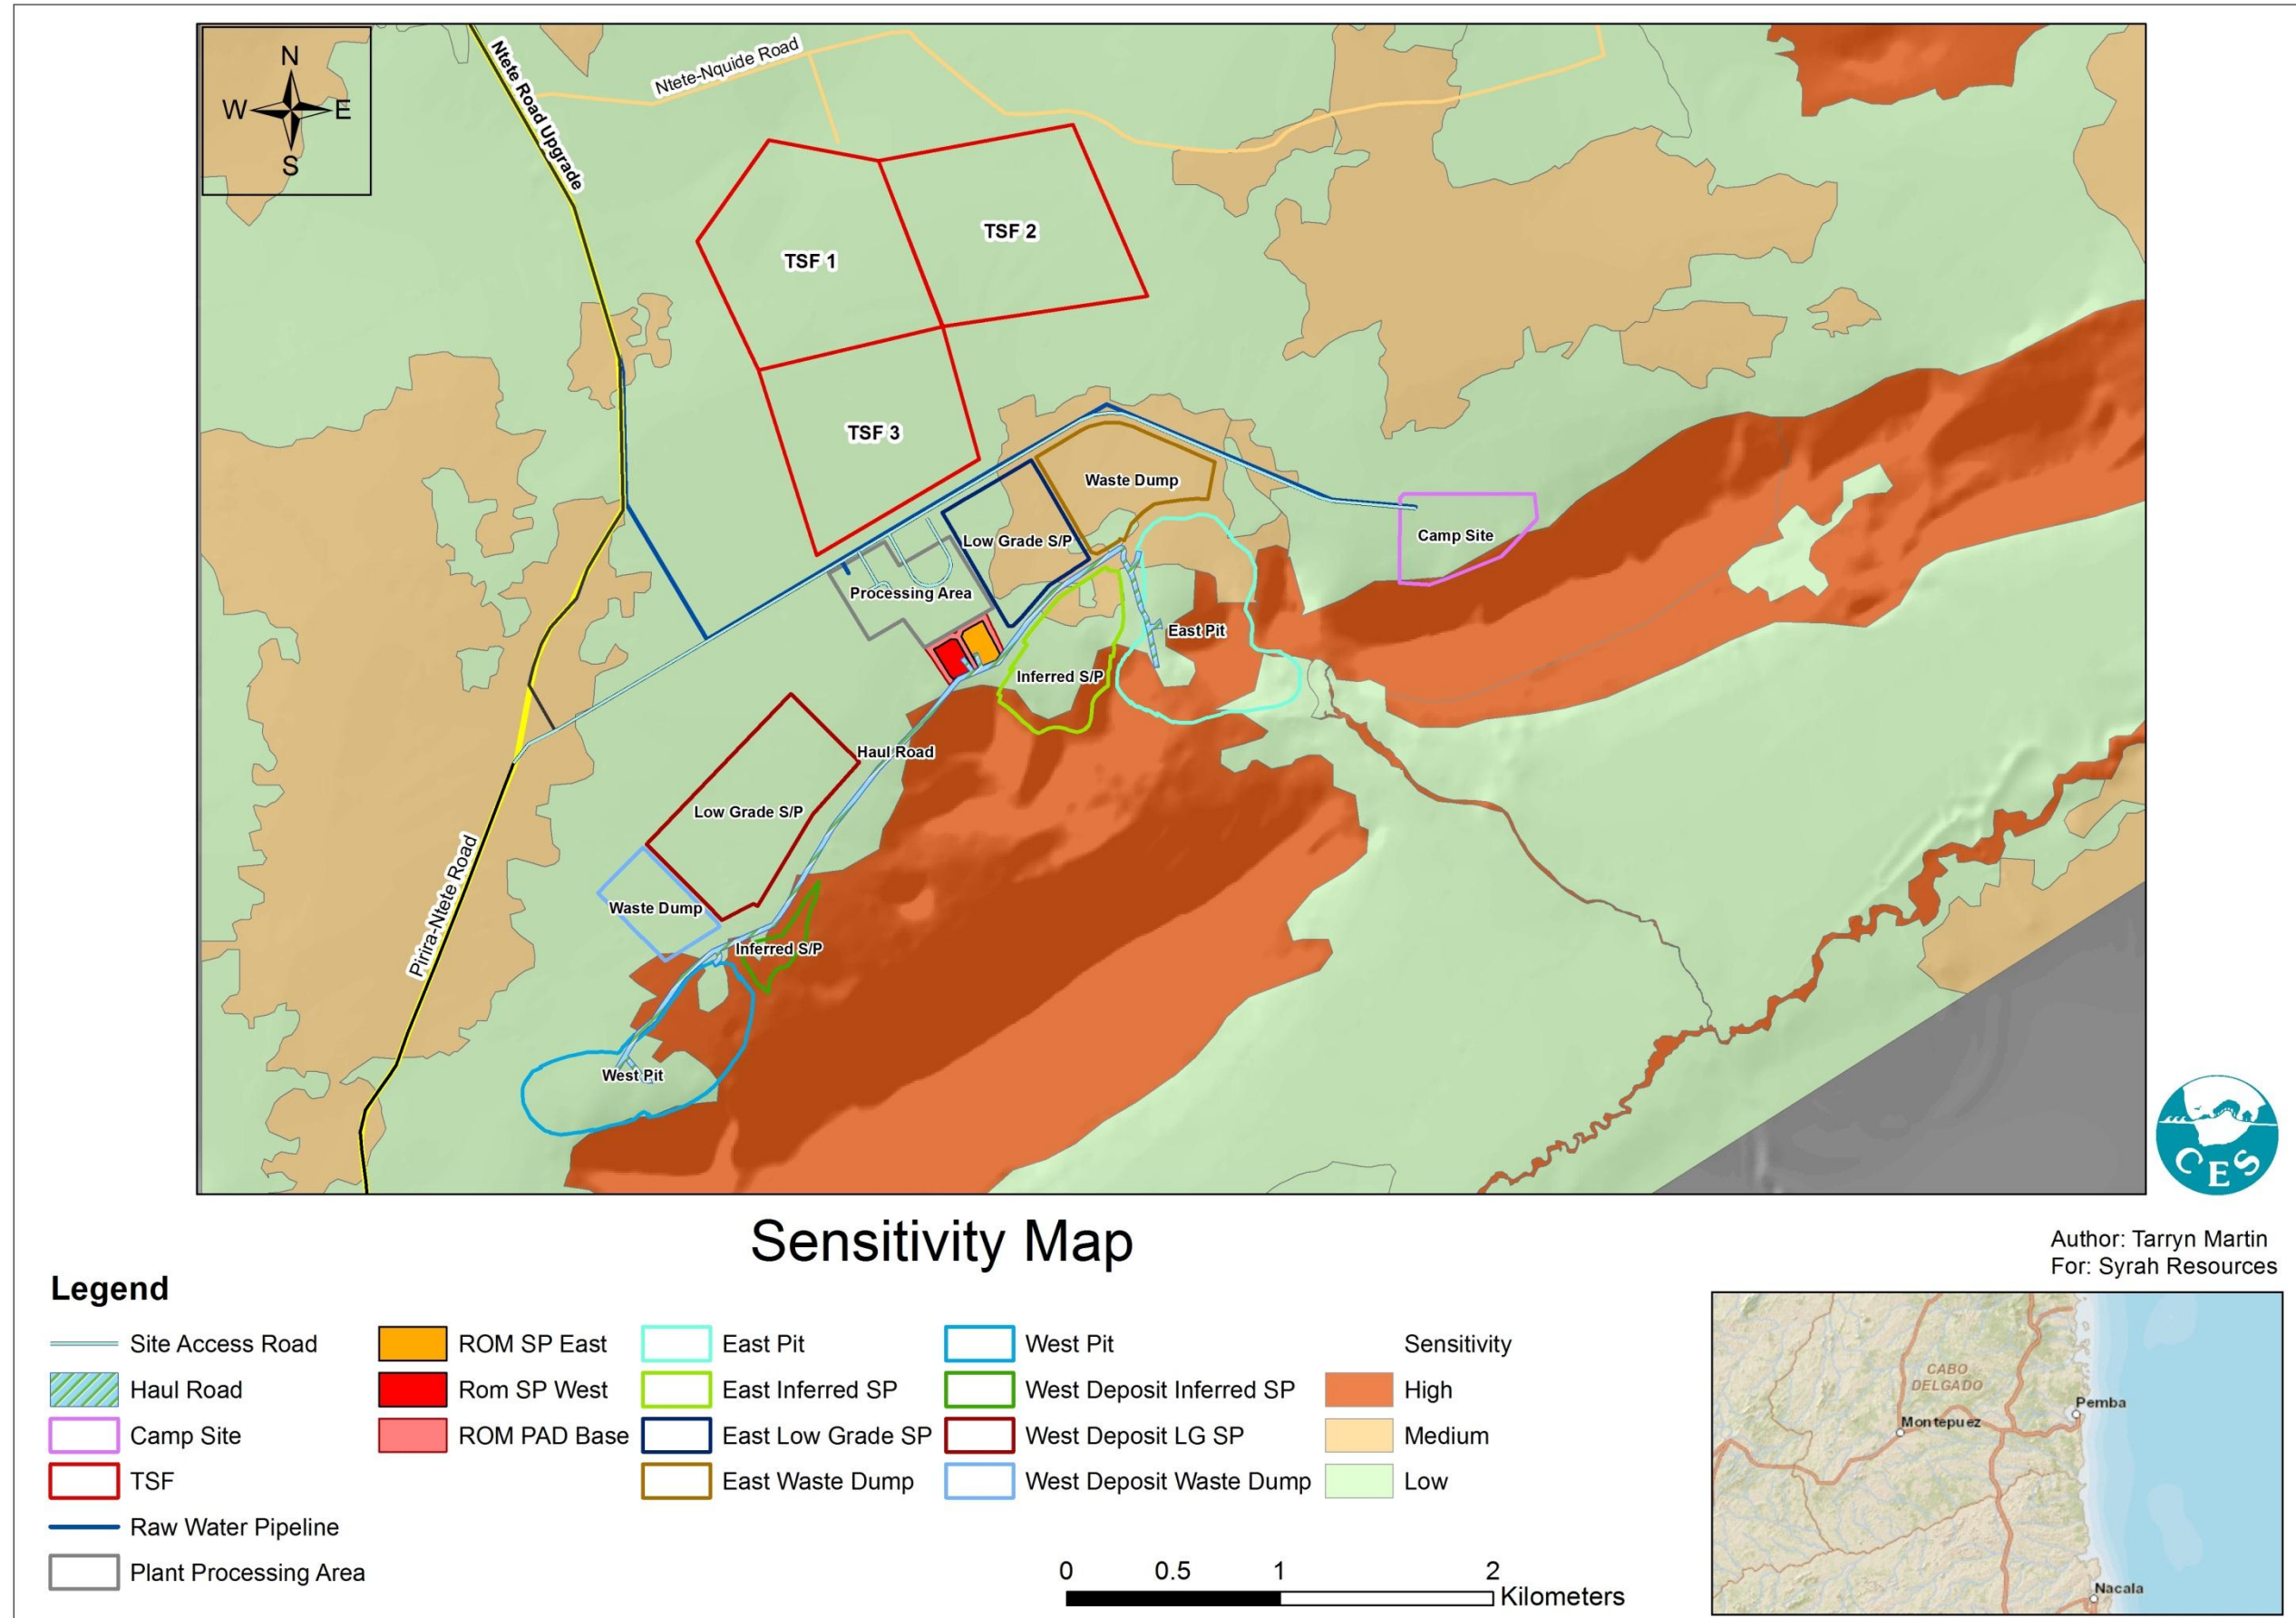 N
W E
S
Ntete Road Upgrade
Ntete-Nquide Road
TSF 1
TSF 2
TSF 3
Waste Dump
Low Grade S/P
Camp Site
Processing Area
East Pit
Inferred S/P
Haul Road
Low Grade S/P
Pirira-Ntete Road
Waste Dump
Inferred S/P
West Pit
CES
Sensitivity Map
Author: Tarryn Martin
For: Syrah Resources
Legend
Site Access Road
Haul Road
Camp Site
TSF
Raw Water Pipeline
Plant Processing Area
ROM SP East
Rom SP West
ROM PAD Base
East Pit
East Inferred SP
East Low Grade SP
East Waste Dump
West Pit
West Deposit Inferred SP
West Deposit LG SP
West Deposit Waste Dump
Sensitivity
High
Medium
Low
0 0.5 1 2
Kilometers
CABO
DELGADO
Pemba
Montepuez
Nacala